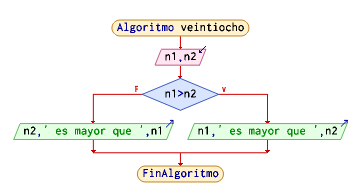 Algoritmo veintiocho
n1,n2
F
n1>n2
V
n2,' es mayor que ',n1
n1,' es mayor que ',n2
FinAlgoritmo